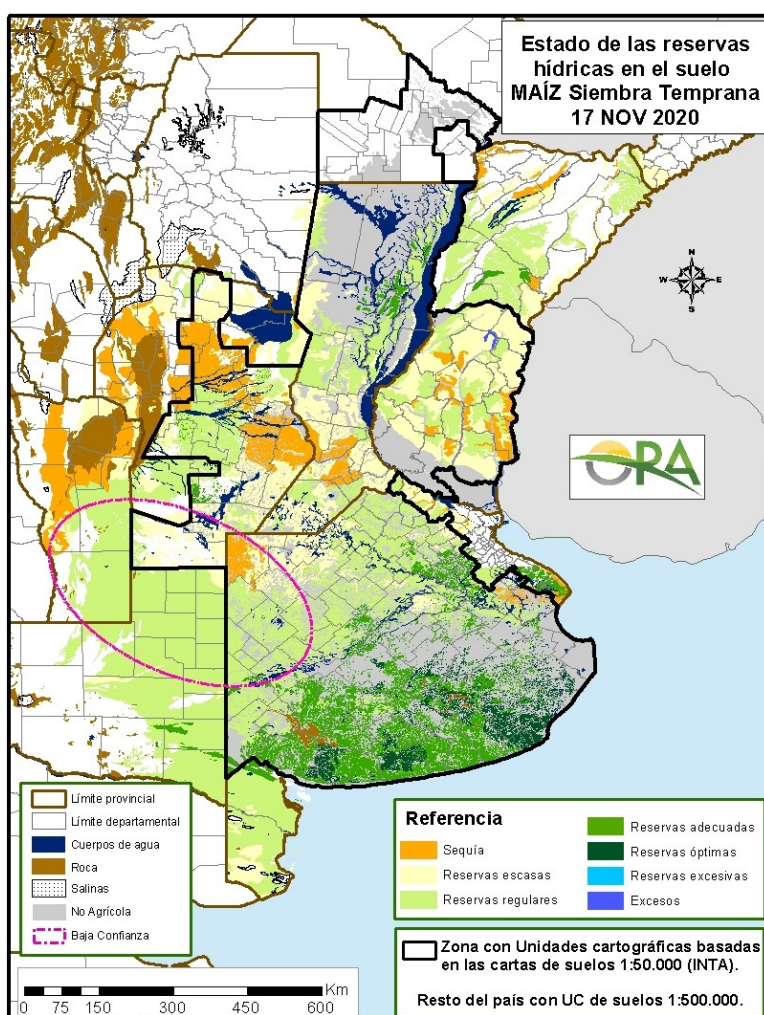 Estado de las reservas
hídricas en el suelo
MAÍZ Siembra Temprana
17 NOV 2020
N
W E
S
ORA
Límite provincial
Límite departamental
Cuerpos de agua
Roca
Salinas
No Agrícola
Baja Confianza
Referencia
Sequía
Reservas escasas
Reservas regulares
Reservas adecuadas
Reservas óptimas
Reservas excesivas
Excesos
Zona con Unidades cartográficas basadas
en las cartas de suelos 1:50.000 (INTA).
Resto del país con UC de suelos 1:500.000.
Km
0 75 150 300 450 600